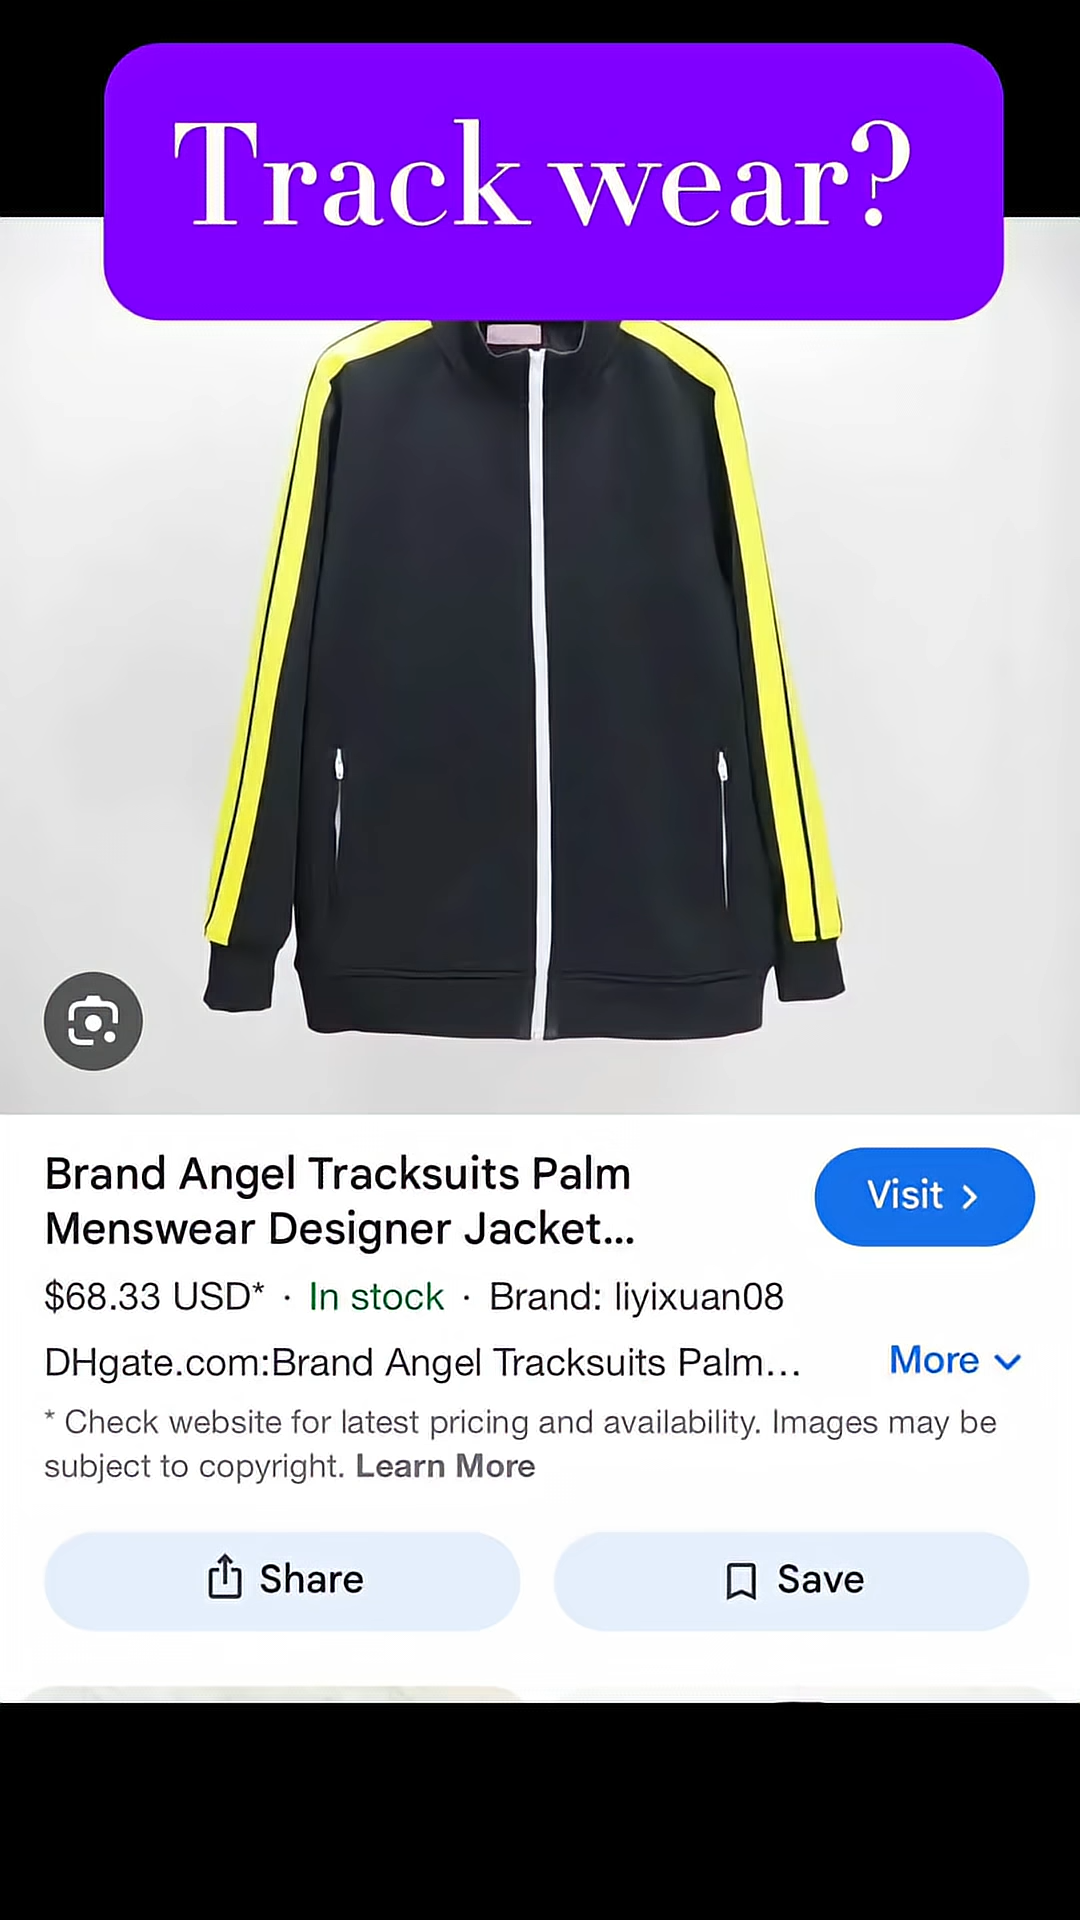 Track wear?
Brand Angel Tracksuits Palm
Menswear Designer Jacket...
Visit
$68.33 USD* · In stock · Brand: liyixuan08
DHgate.com:Brand Angel Tracksuits Palm...
More
* Check website for latest pricing and availability. Images may be
subject to copyright. Learn More
Share
Save